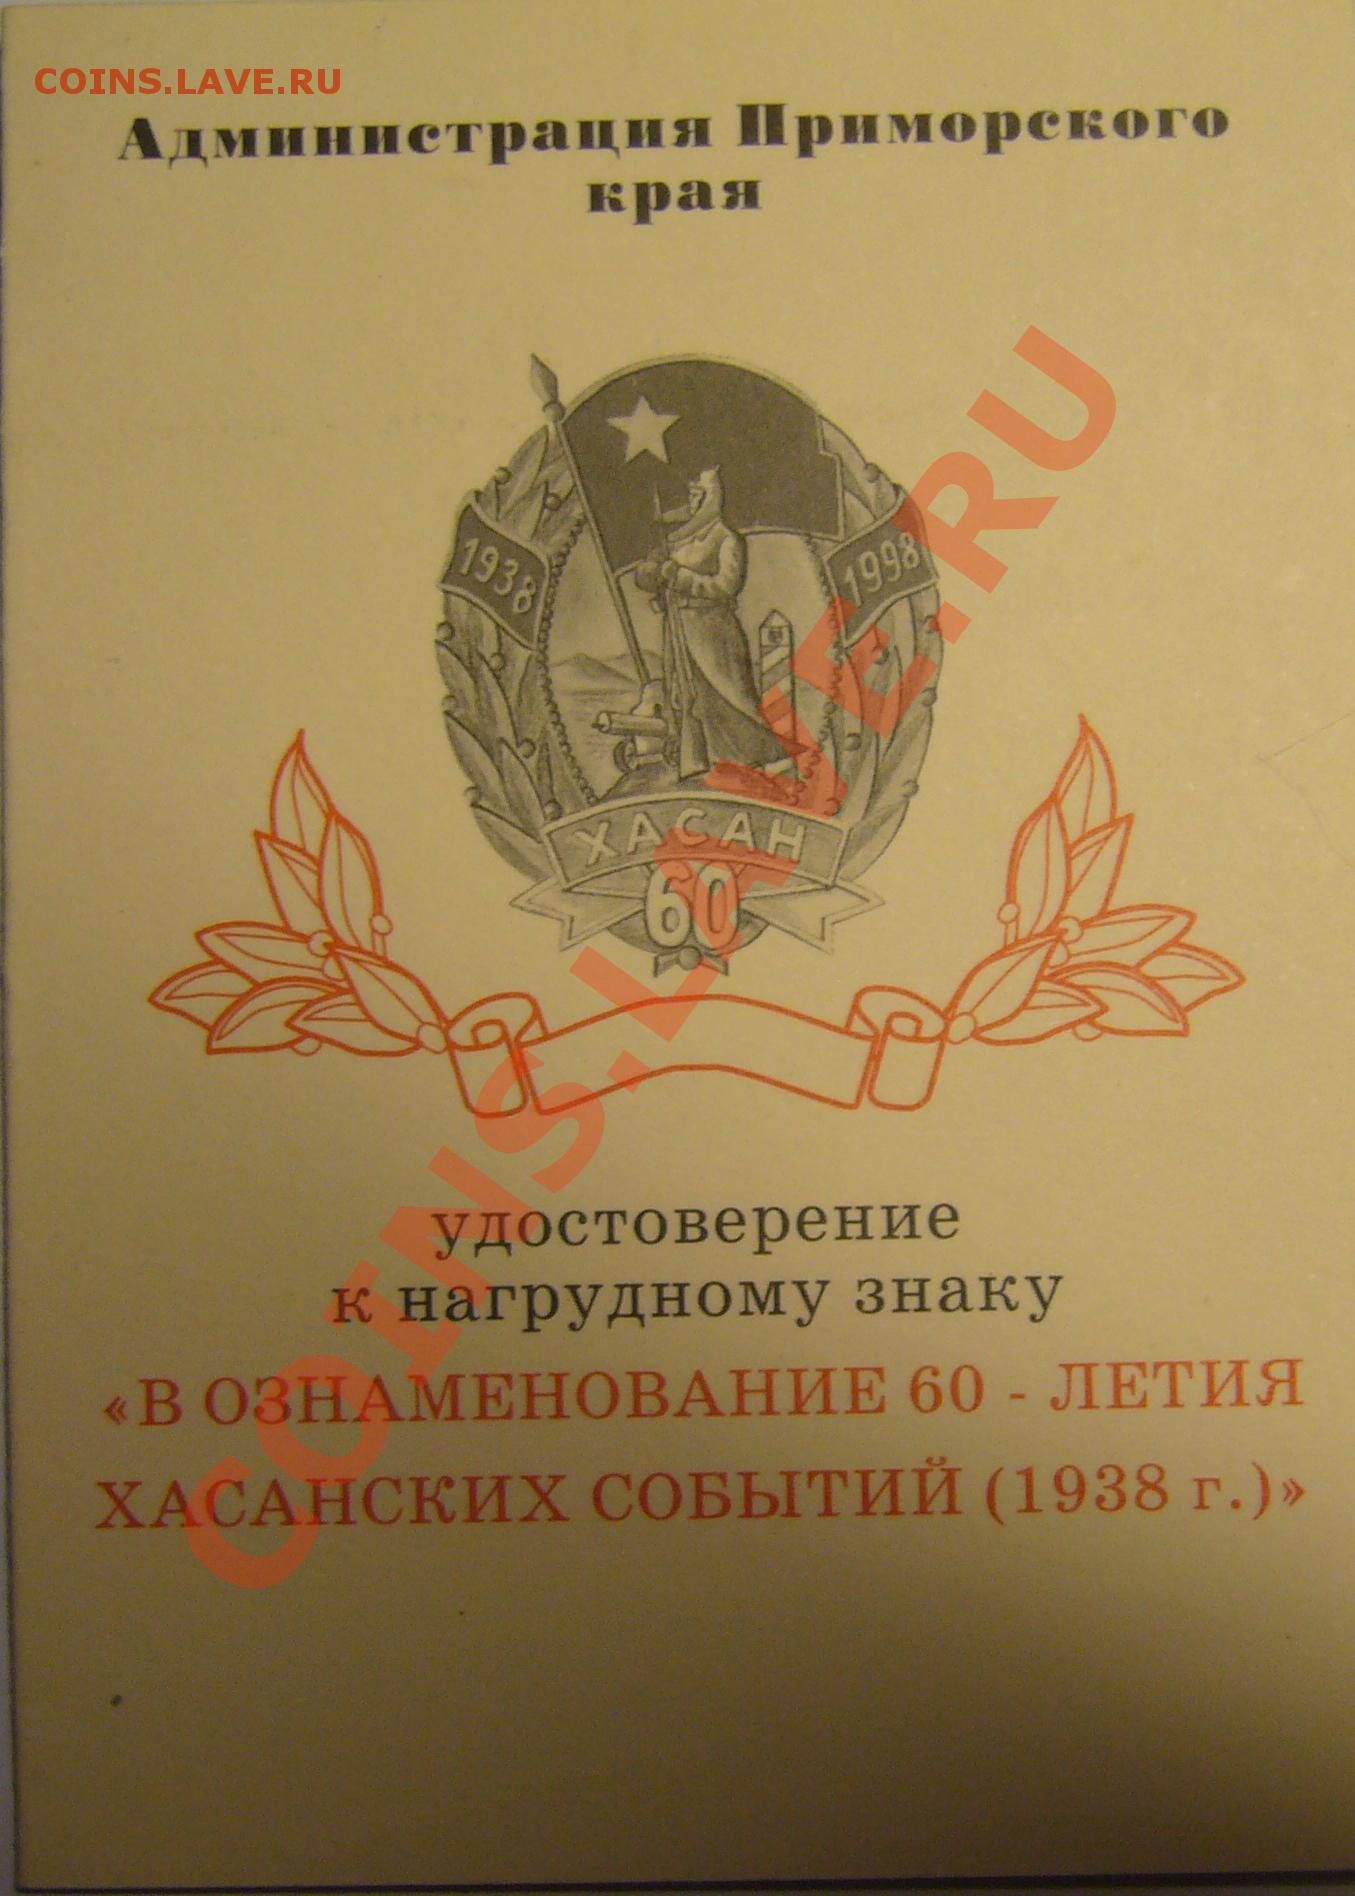 COINS.LAVE.RU
Администрация Приморского
края
1938
1998
ХАСАН
60
COINS.LAVE.RU
удостоверение
к нагрудному знаку
«В ОЗНАМЕНОВАНИЕ 60 - ЛЕТИЯ
ХАСАНСКИХ СОБЫТИЙ (1938 г.)»